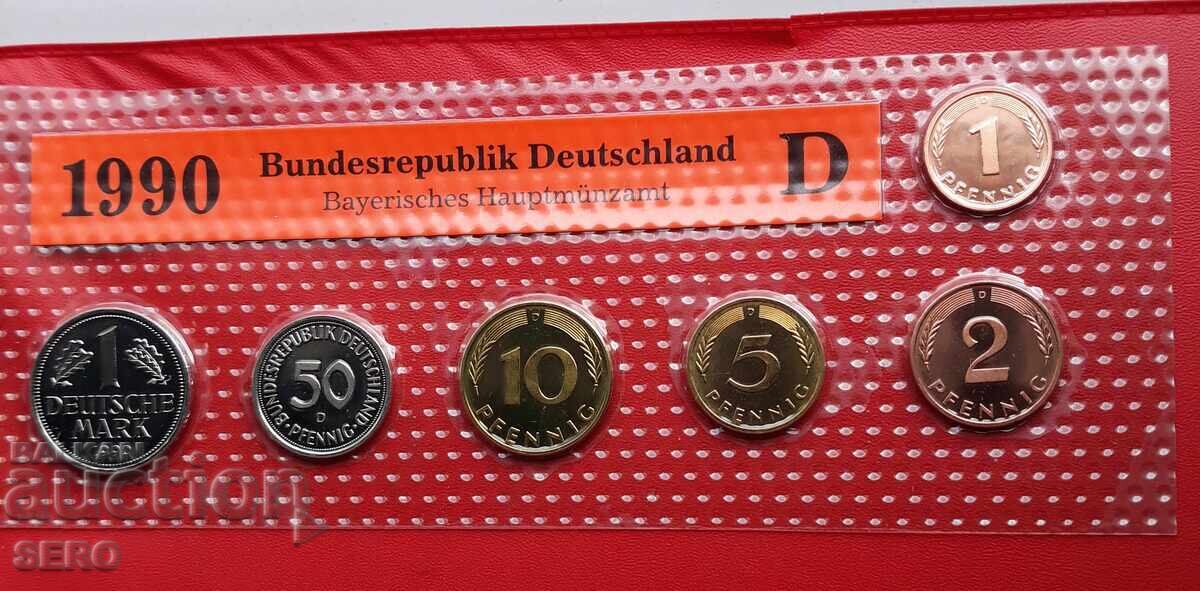 1990 Bundesrepublik Deutschland D
Bayerisches Hauptmünzamt
D
1
PFENNIG
1
DEUTSCHE
MARK
BUNDESREPUBLIK DEUTSCHLAND
50
D
PFENNIG
D
10
PFENNIG
D
5
PFENNIG
D
2
PFENNIG
auction
SERO